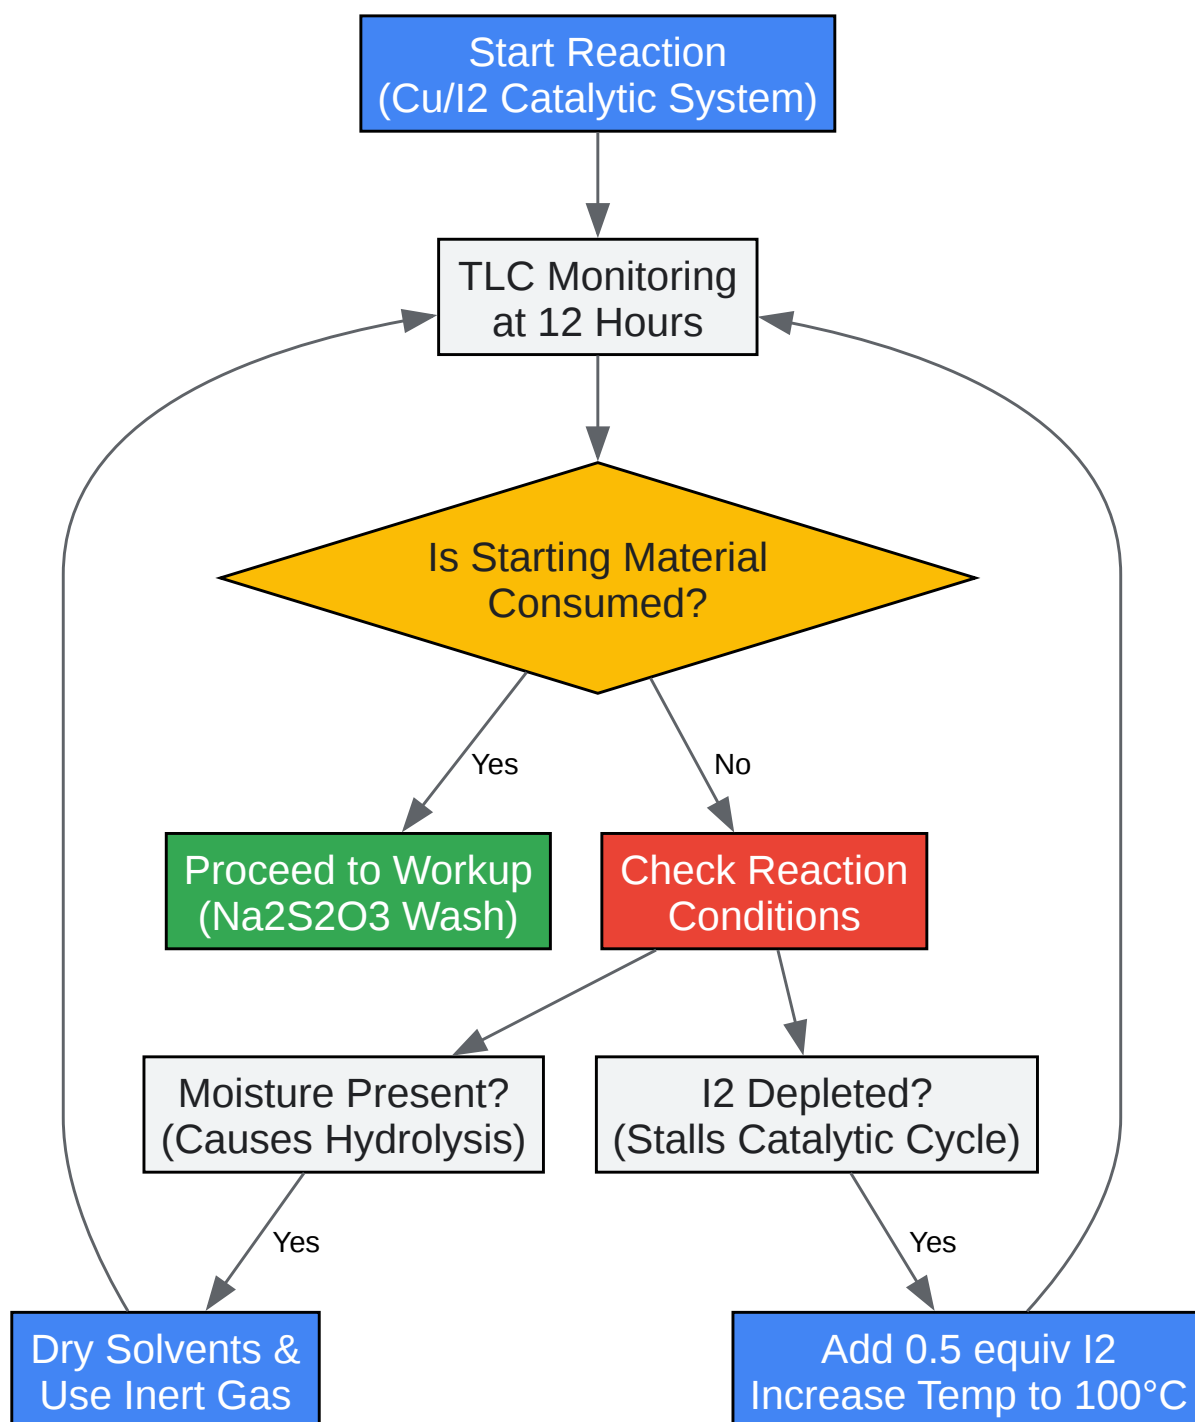 Start Reaction
(Cu/I2 Catalytic System)
TLC Monitoring
at 12 Hours
Is Starting Material
Consumed?
Yes
No
Proceed to Workup
(Na2S2O3 Wash)
Check Reaction
Conditions
Moisture Present?
(Causes Hydrolysis)
I2 Depleted?
(Stalls Catalytic Cycle)
Yes
Yes
Dry Solvents &
Use Inert Gas
Add 0.5 equiv I2
Increase Temp to 100°C